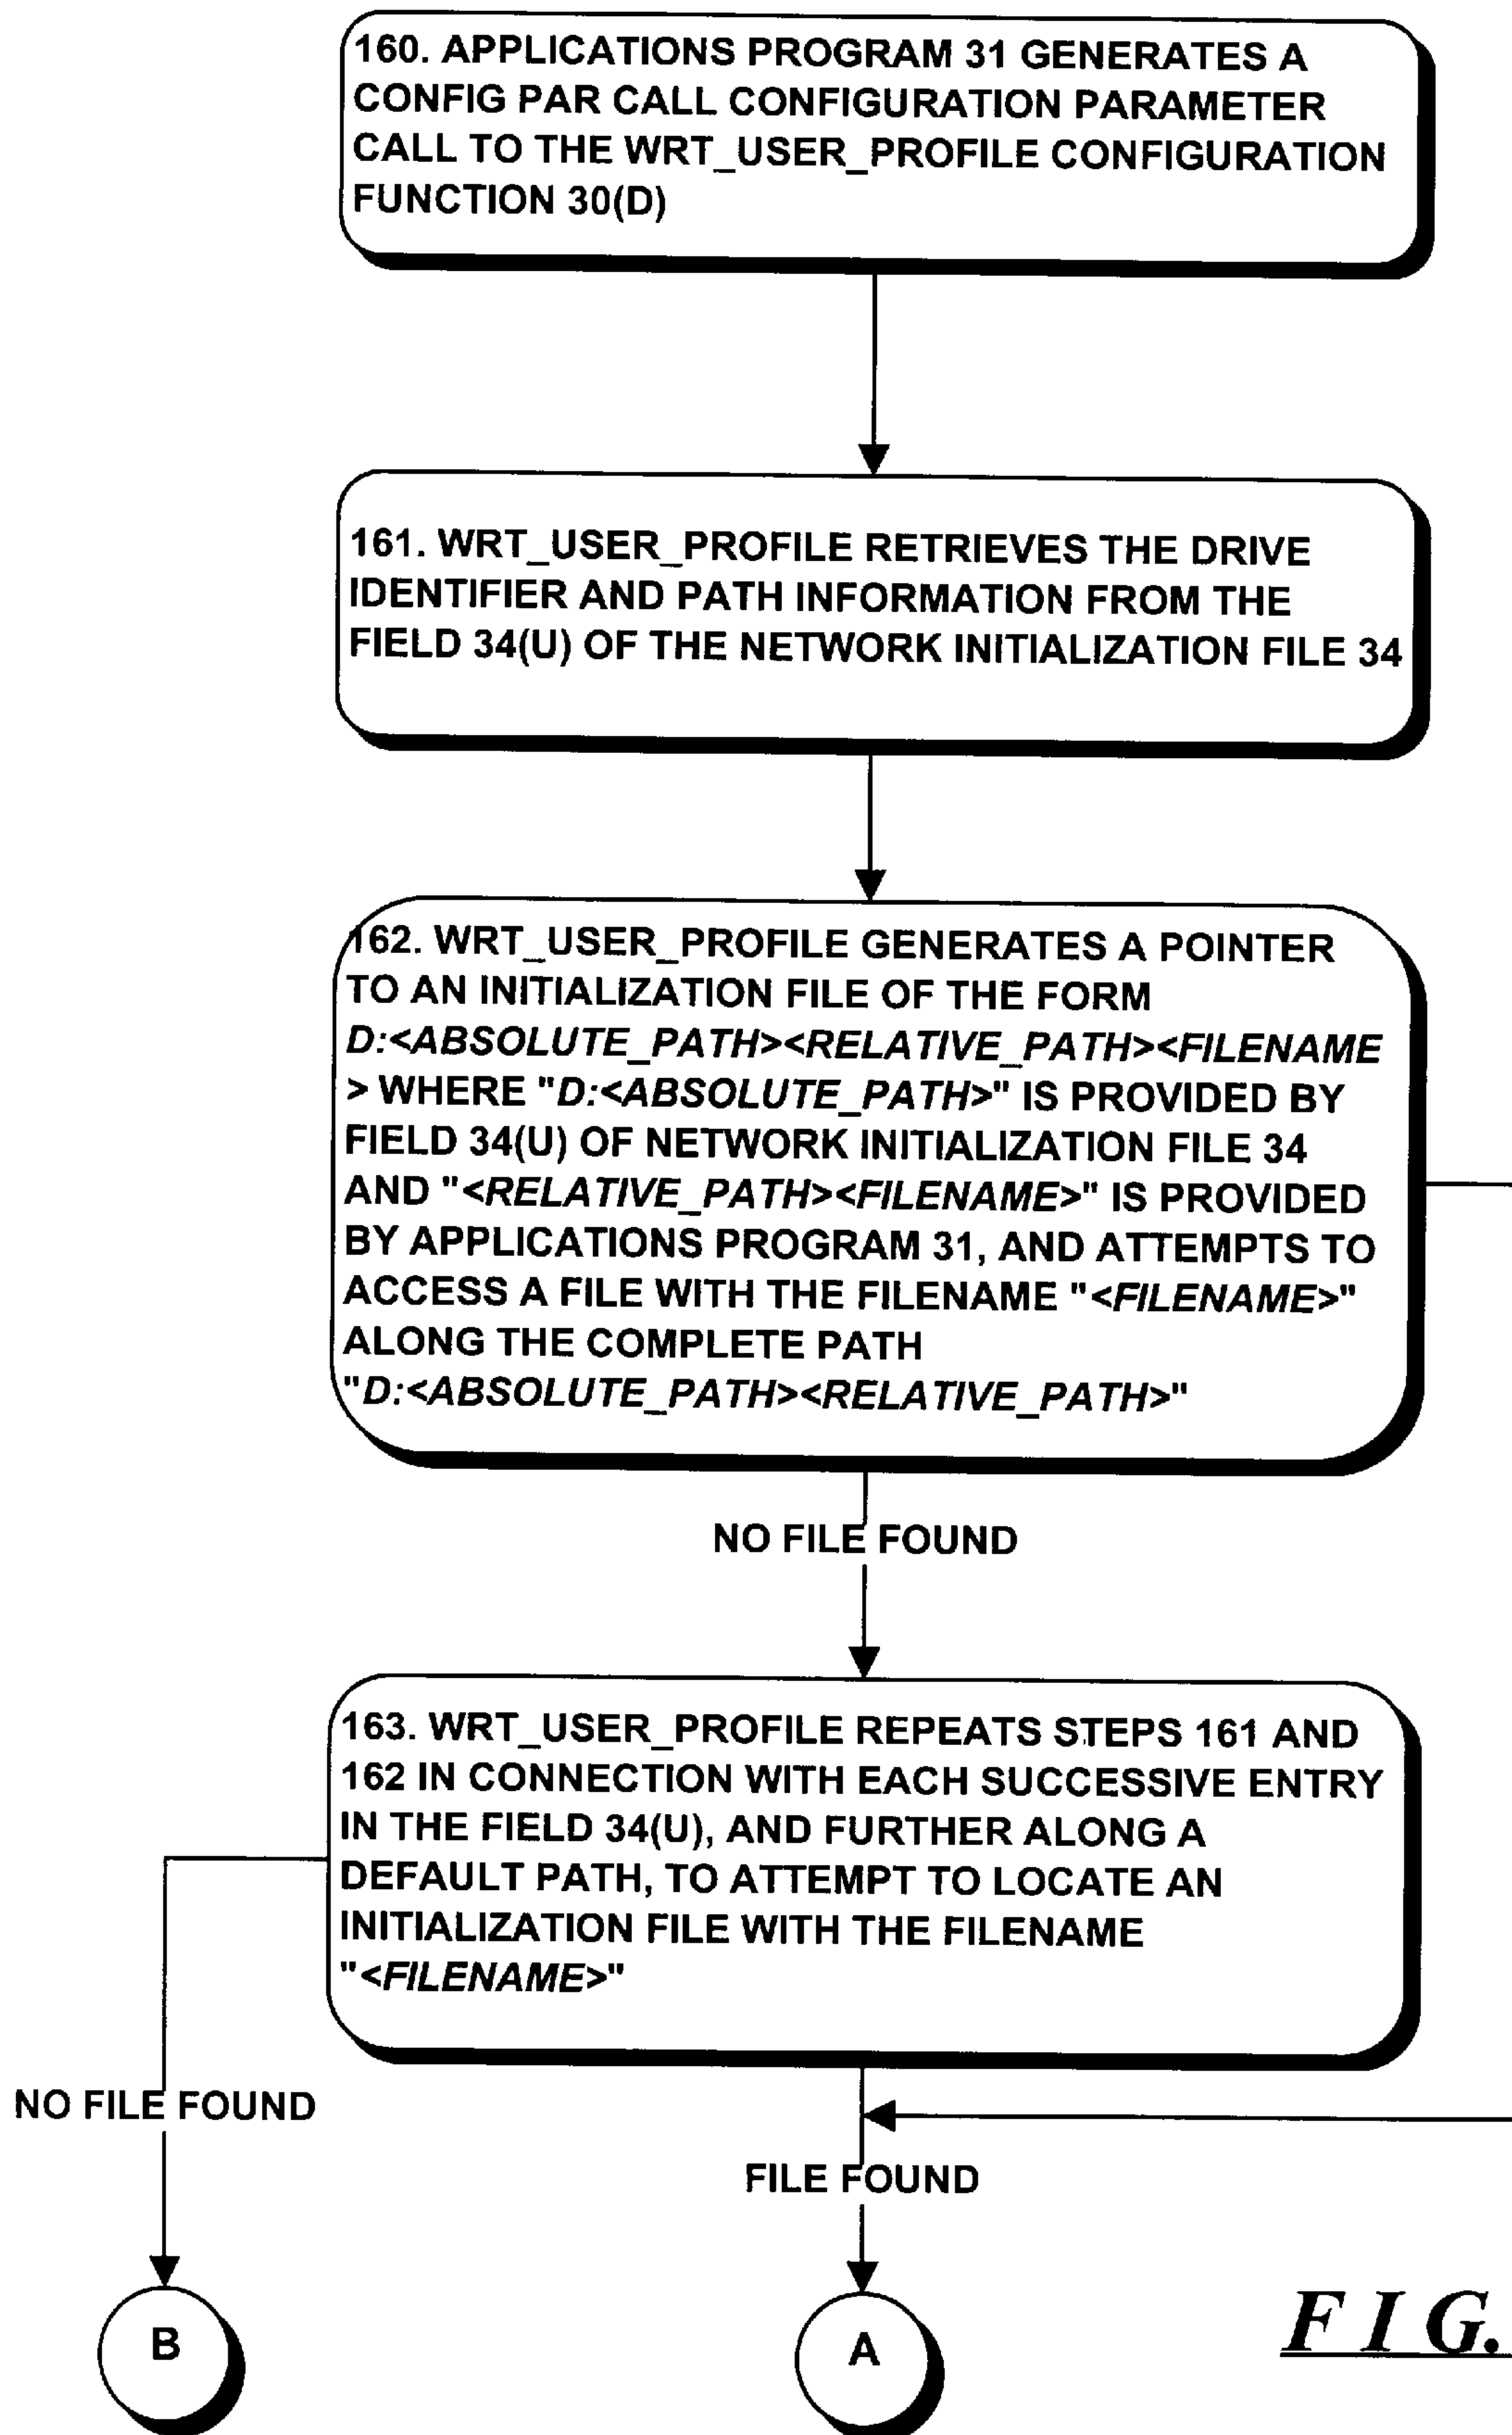 160. APPLICATIONS PROGRAM 31 GENERATES A
CONFIG PAR CALL CONFIGURATION PARAMETER
CALL TO THE WRT_USER_PROFILE CONFIGURATION
FUNCTION 30(D)
161. WRT_USER_PROFILE RETRIEVES THE DRIVE
IDENTIFIER AND PATH INFORMATION FROM THE
FIELD 34(U) OF THE NETWORK INITIALIZATION FILE 34
162. WRT_USER_PROFILE GENERATES A POINTER
TO AN INITIALIZATION FILE OF THE FORM
D:<ABSOLUTE_PATH><RELATIVE_PATH><FILENAME
> WHERE "D:<ABSOLUTE_PATH>" IS PROVIDED BY
FIELD 34(U) OF NETWORK INITIALIZATION FILE 34
AND "<RELATIVE_PATH><FILENAME>" IS PROVIDED
BY APPLICATIONS PROGRAM 31, AND ATTEMPTS TO
ACCESS A FILE WITH THE FILENAME "<FILENAME>"
ALONG THE COMPLETE PATH
"D:<ABSOLUTE_PATH><RELATIVE_PATH>"
NO FILE FOUND
163. WRT_USER_PROFILE REPEATS STEPS 161 AND
162 IN CONNECTION WITH EACH SUCCESSIVE ENTRY
IN THE FIELD 34(U), AND FURTHER ALONG A
DEFAULT PATH, TO ATTEMPT TO LOCATE AN
INITIALIZATION FILE WITH THE FILENAME
"<FILENAME>"
NO FILE FOUND
FILE FOUND
B
A
FIG.